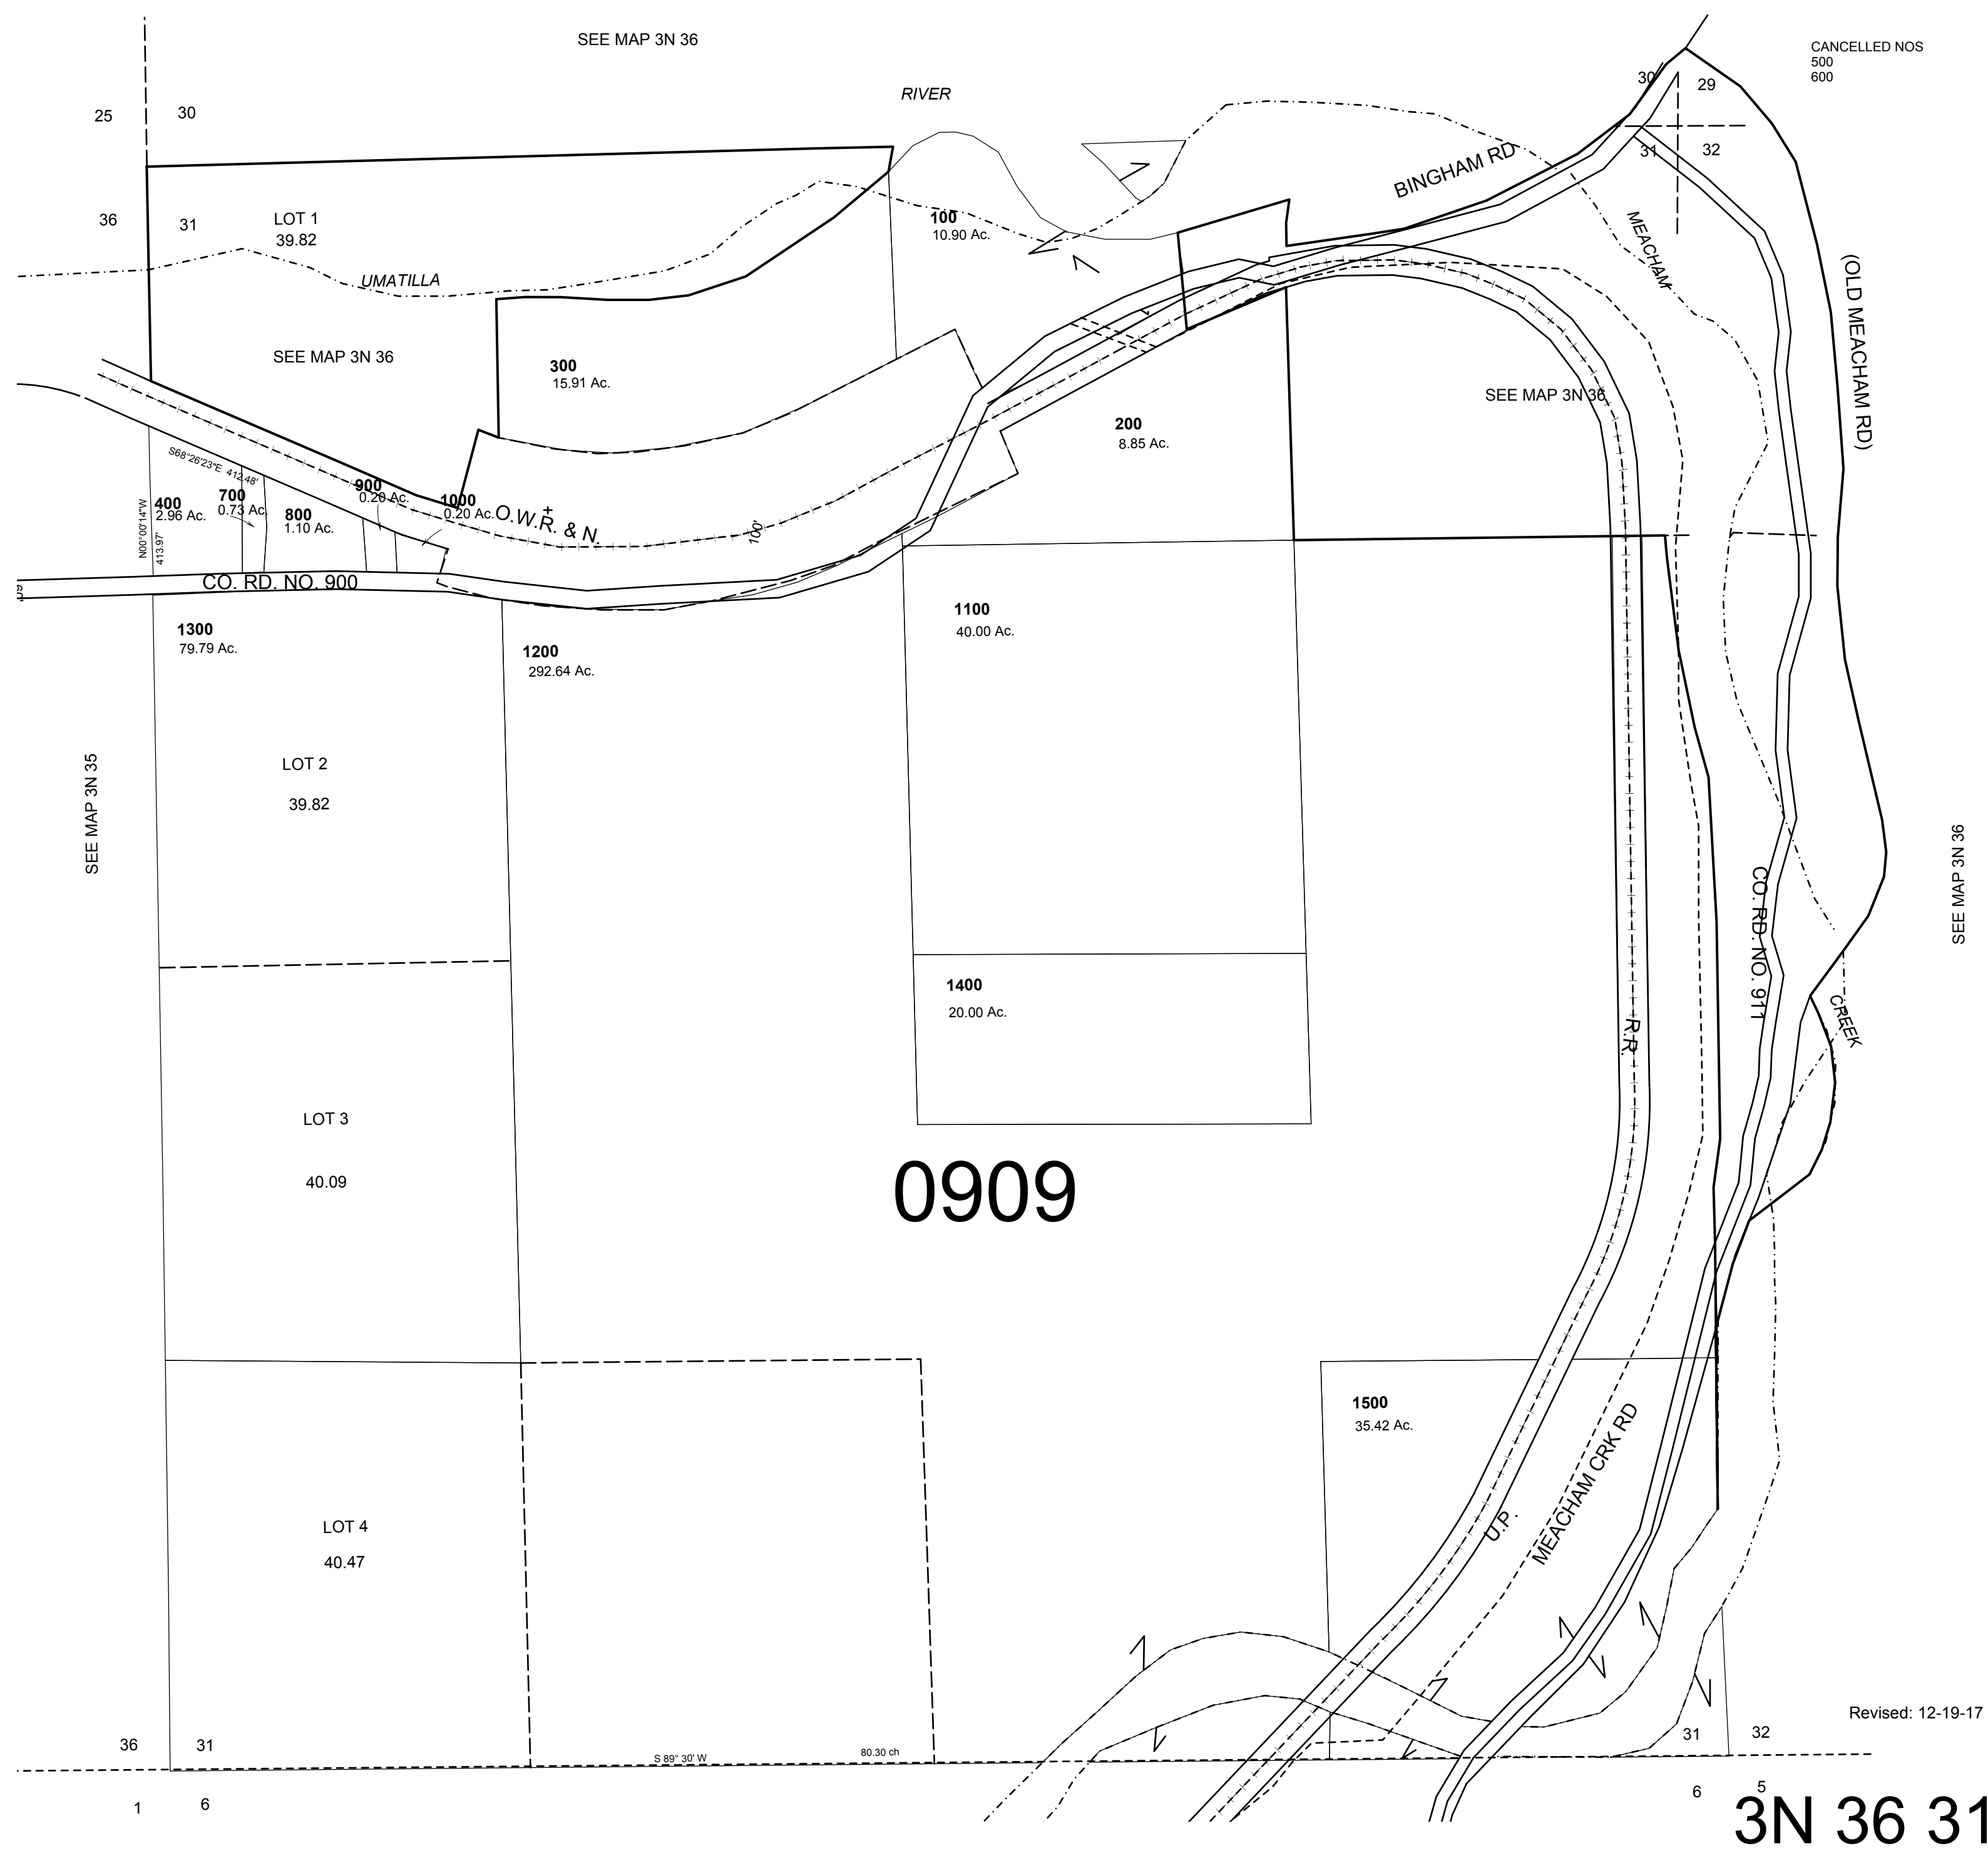 SEE MAP 3N 36
CANCELLED NOS
500
600
RIVER
25
30
30
29
31
32
36
31
LOT 1
39.82
BINGHAM RD
100
10.90 Ac.
MEACHAM
UMATILLA
(OLD MEACHAM RD)
SEE MAP 3N 36
300
15.91 Ac.
SEE MAP 3N 36
200
8.85 Ac.
S68°26'23"E 412.48'
N00°00'14"W
413.97'
400
2.96 Ac.
700
0.73 Ac.
800
1.10 Ac.
900
0.20 Ac.
1000
0.20 Ac.
O.W.R. & N.
100'
CO. RD. NO. 900
1300
79.79 Ac.
1200
292.64 Ac.
1100
40.00 Ac.
LOT 2
39.82
SEE MAP 3N 35
CO. RD. NO. 911
SEE MAP 3N 36
1400
20.00 Ac.
R.R.
CREEK
LOT 3
40.09
0909
1500
35.42 Ac.
MEACHAM CRK RD
U.P.
LOT 4
40.47
Revised: 12-19-17
36
31
S 89° 30' W
80.30 ch
31
32
1
6
6
5
3N 36 31